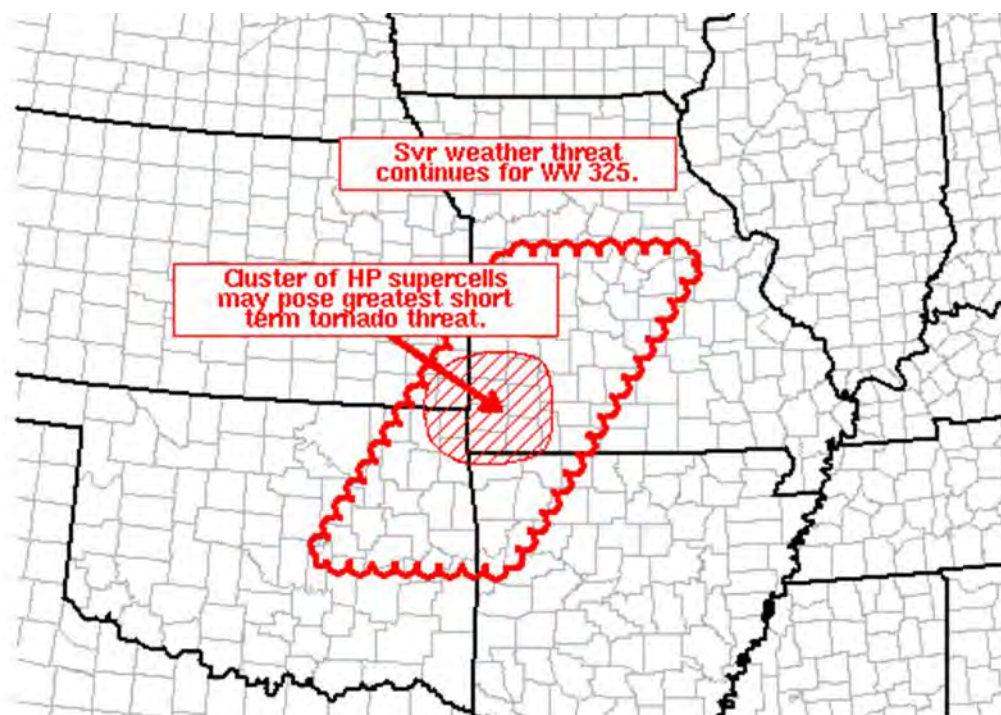 Svr weather threat
continues for WW 325.
Cluster of HP supercells
may pose greatest short
term tornado threat.